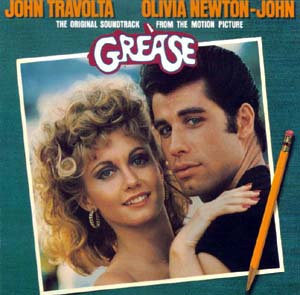 JOHN TRAVOLTA OLIVIA NEWTON-JOHN
THE ORIGINAL SOUNDTRACK FROM THE MOTION PICTURE
GREASE